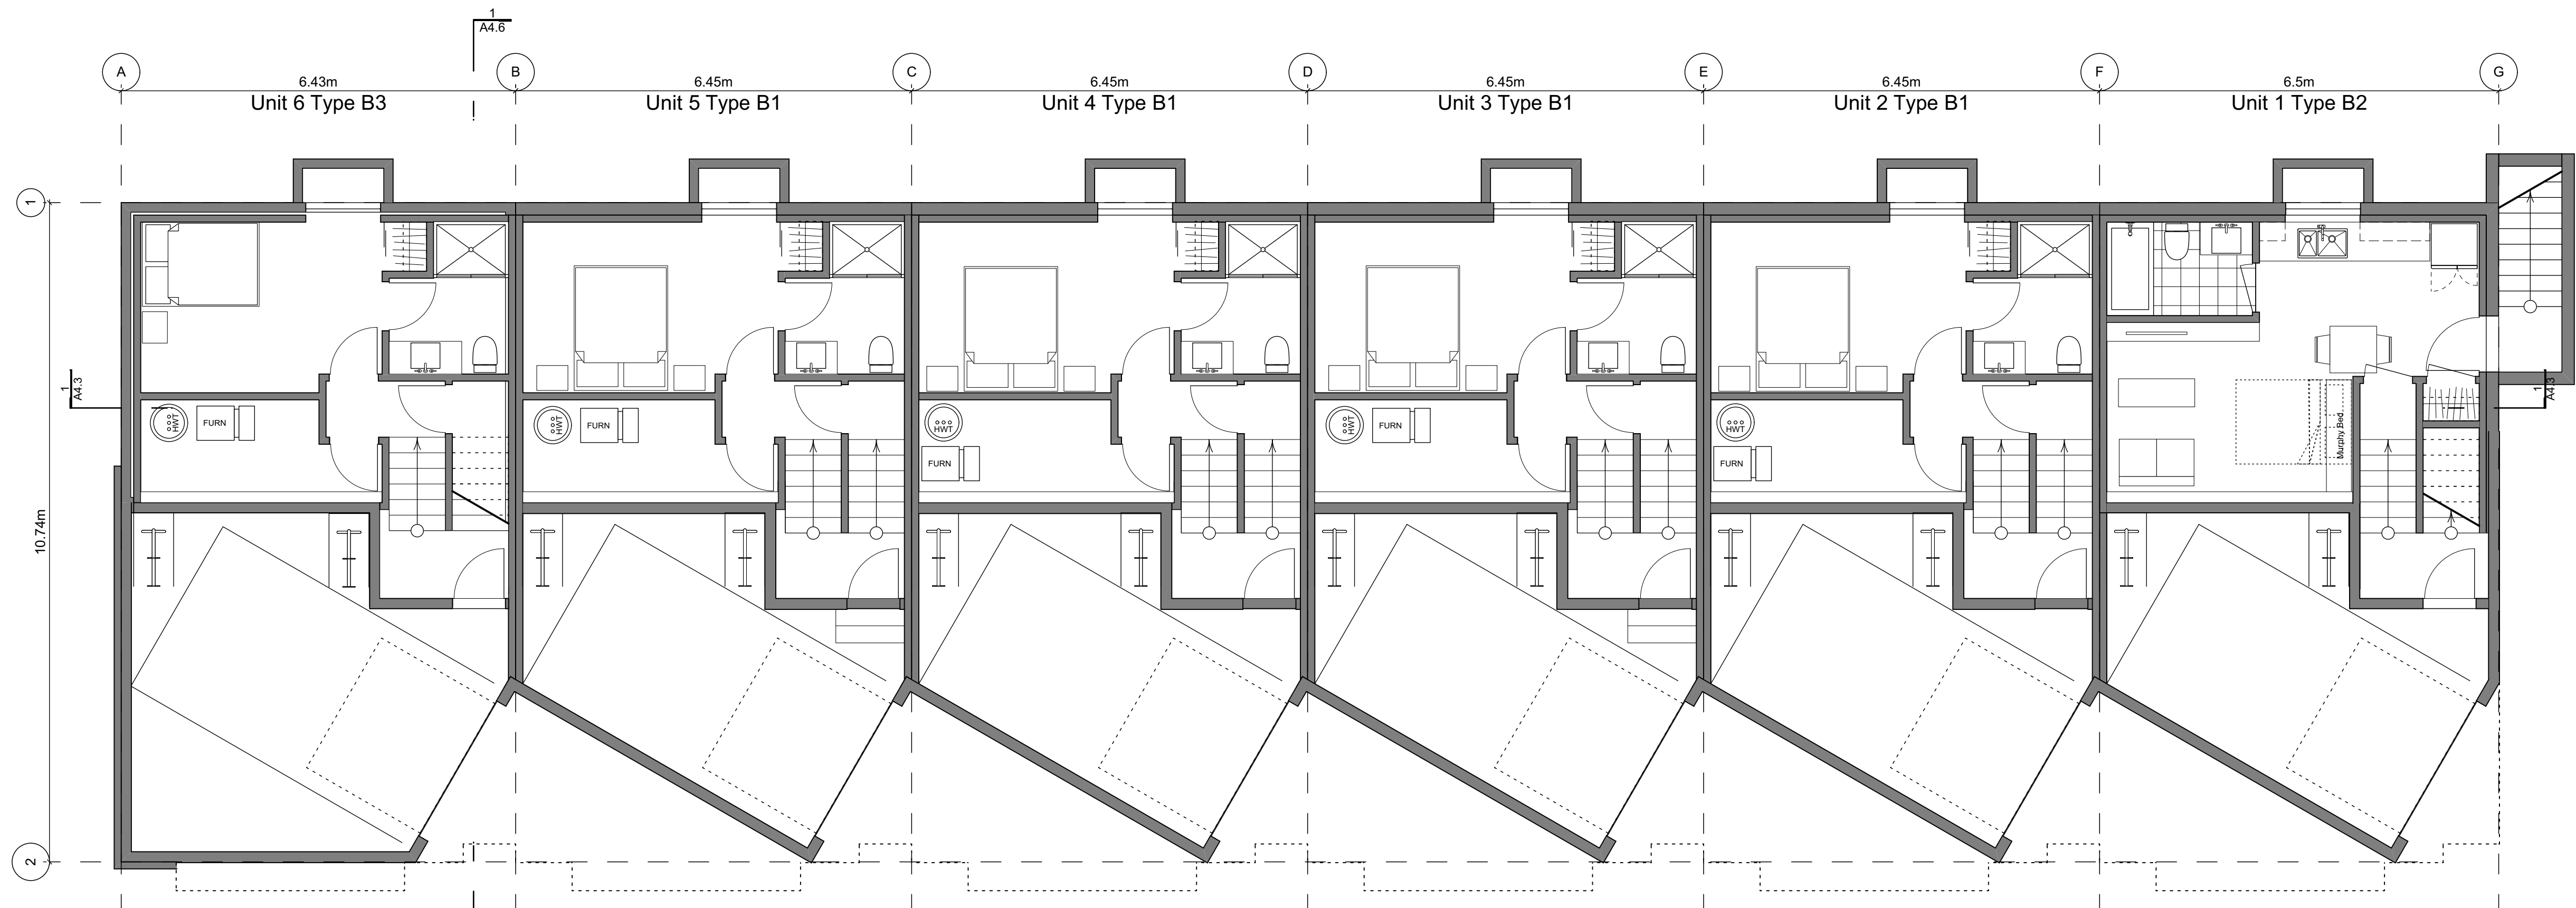 1
A4.6
A
B
C
D
E
F
G
6.43m
6.45m
6.45m
6.45m
6.45m
6.5m
Unit 6 Type B3
Unit 5 Type B1
Unit 4 Type B1
Unit 3 Type B1
Unit 2 Type B1
Unit 1 Type B2
1
1
A4.3
1
A4.3
HWT
FURN
HWT
FURN
HWT
FURN
HWT
FURN
HWT
FURN
Murphy Bed
10.74m
2